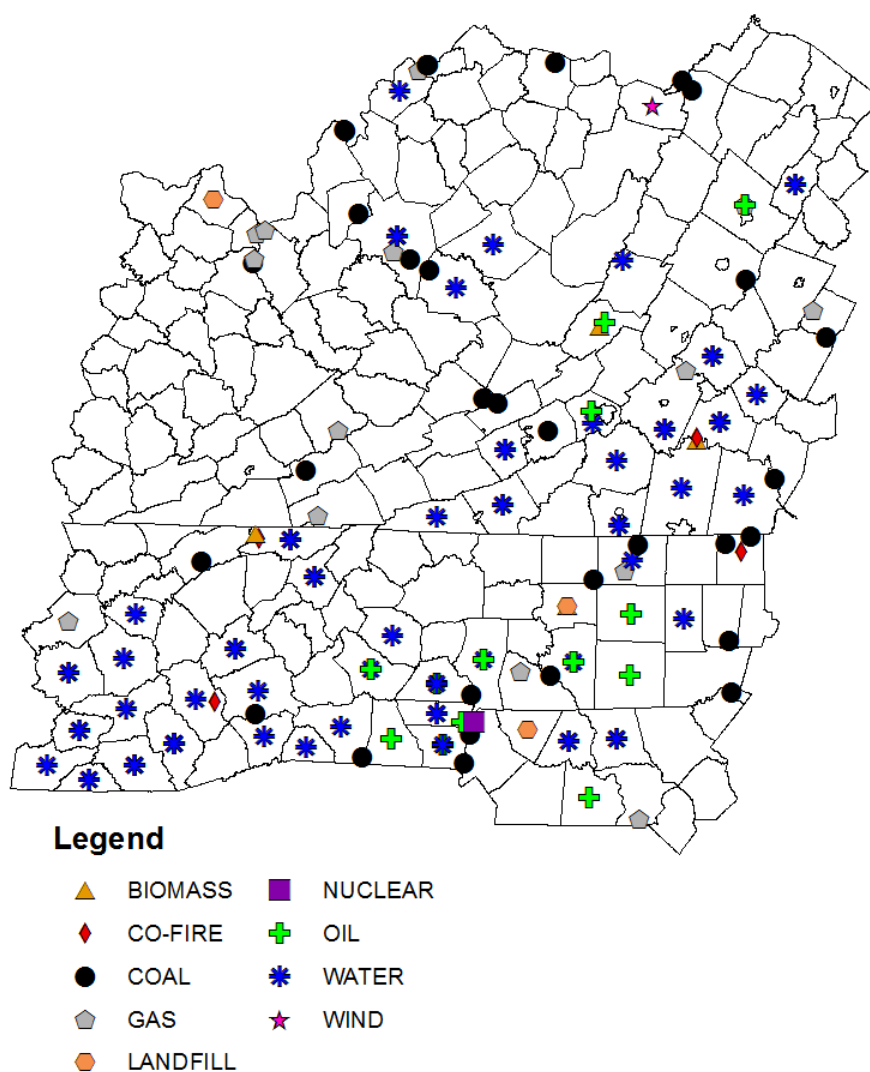 Legend
BIOMASS
NUCLEAR
CO-FIRE
OIL
COAL
WATER
GAS
WIND
LANDFILL